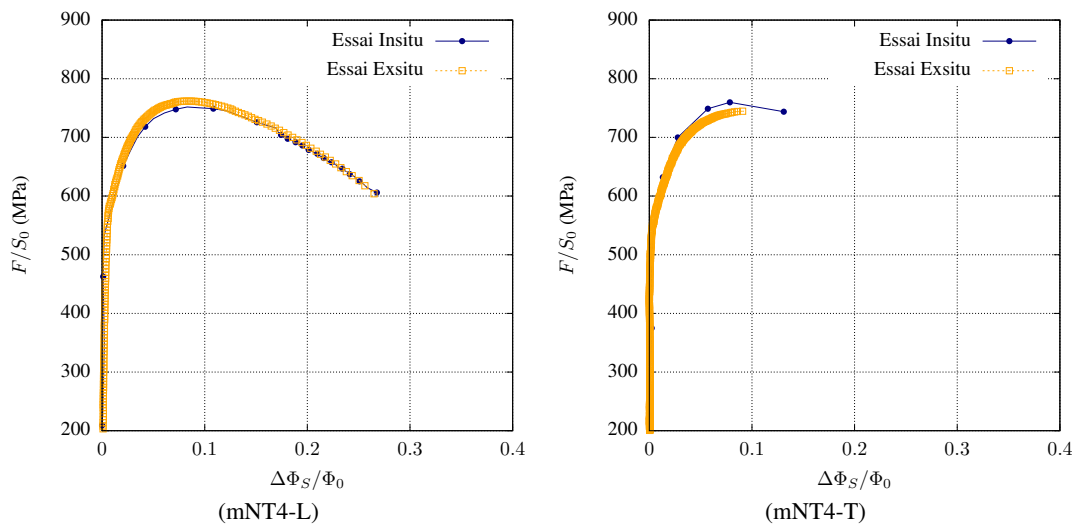 900
800
700
600
500
400
300
200
0
0.1
0.2
0.3
0.4
F/S₀ (MPa)
ΔΦ_S/Φ₀
Essai Insitu
Essai Exsitu
(mNT4-L)
900
800
700
600
500
400
300
200
0
0.1
0.2
0.3
0.4
F/S₀ (MPa)
ΔΦ_S/Φ₀
Essai Insitu
Essai Exsitu
(mNT4-T)